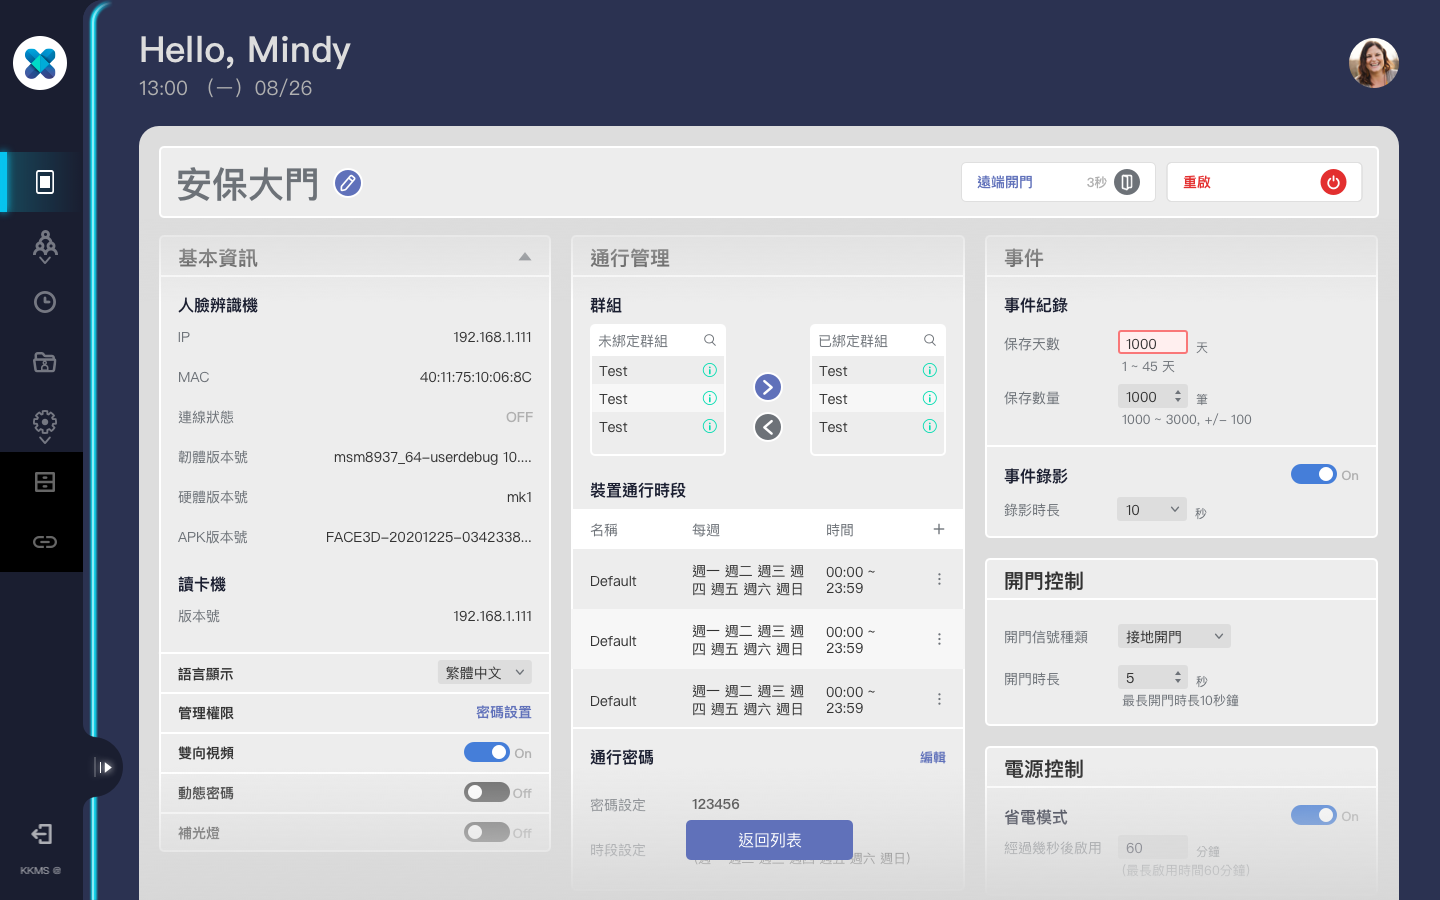 Hello, Mindy
13:00 （一）08/26
安保大門
遠端開門 3秒
重啟
基本資訊
人臉辨識機
IP 192.168.1.111
MAC 40:11:75:10:06:8C
連線狀態 OFF
韌體版本號 msm8937_64-userdebug 10....
硬體版本號 mk1
APK版本號 FACE3D-20201225-0342338...
讀卡機
版本號 192.168.1.111
語言顯示 繁體中文
管理權限 密碼設置
雙向視頻 On
動態密碼 Off
補光燈 Off
通行管理
群組
未綁定群組 已綁定群組
Test Test
Test Test
Test Test
裝置通行時段
名稱 每週 時間 +
Default 週一 週二 週三 週 00:00 ~
四 週五 週六 週日 23:59
Default 週一 週二 週三 週 00:00 ~
四 週五 週六 週日 23:59
Default 週一 週二 週三 週 00:00 ~
四 週五 週六 週日 23:59
通行密碼 編輯
密碼設定 123456
時段設定
返回列表
(週一 週二 週三 週四 週五 週六 週日)
事件
事件紀錄
保存天數 1000 天
1 ~ 45 天
保存數量 1000 筆
1000 ~ 3000, +/- 100
事件錄影 On
錄影時長 10 秒
開門控制
開門信號種類 接地開門
開門時長 5 秒
最長開門時長10秒鐘
電源控制
省電模式 On
經過幾秒後啟用 60 分鐘
(最長啟用時間60分鐘)
KKMS @